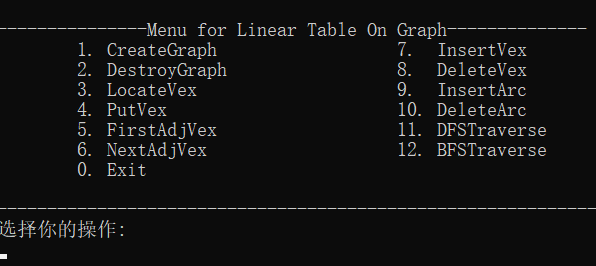 ---------------Menu for Linear Table On Graph--------------
1. CreateGraph 7. InsertVex
2. DestroyGraph 8. DeleteVex
3. LocateVex 9. InsertArc
4. PutVex 10. DeleteArc
5. FirstAdjVex 11. DFSTraverse
6. NextAdjVex 12. BFSTraverse
0. Exit
------------------------------------------------------------
选择你的操作: